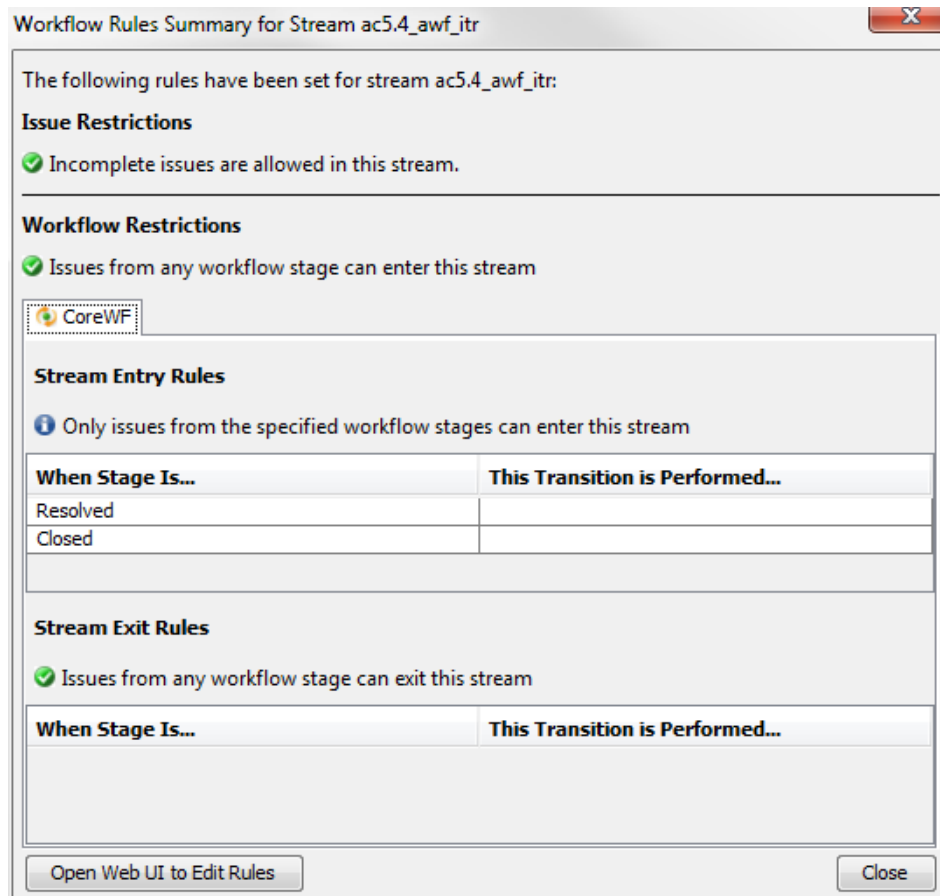 Workflow Rules Summary for Stream ac5.4_awf_itr
X
The following rules have been set for stream ac5.4_awf_itr:
Issue Restrictions
Incomplete issues are allowed in this stream.
Workflow Restrictions
Issues from any workflow stage can enter this stream
CoreWF
Stream Entry Rules
Only issues from the specified workflow stages can enter this stream
When Stage Is... This Transition is Performed...
Resolved
Closed
Stream Exit Rules
Issues from any workflow stage can exit this stream
When Stage Is... This Transition is Performed...
Open Web UI to Edit Rules Close